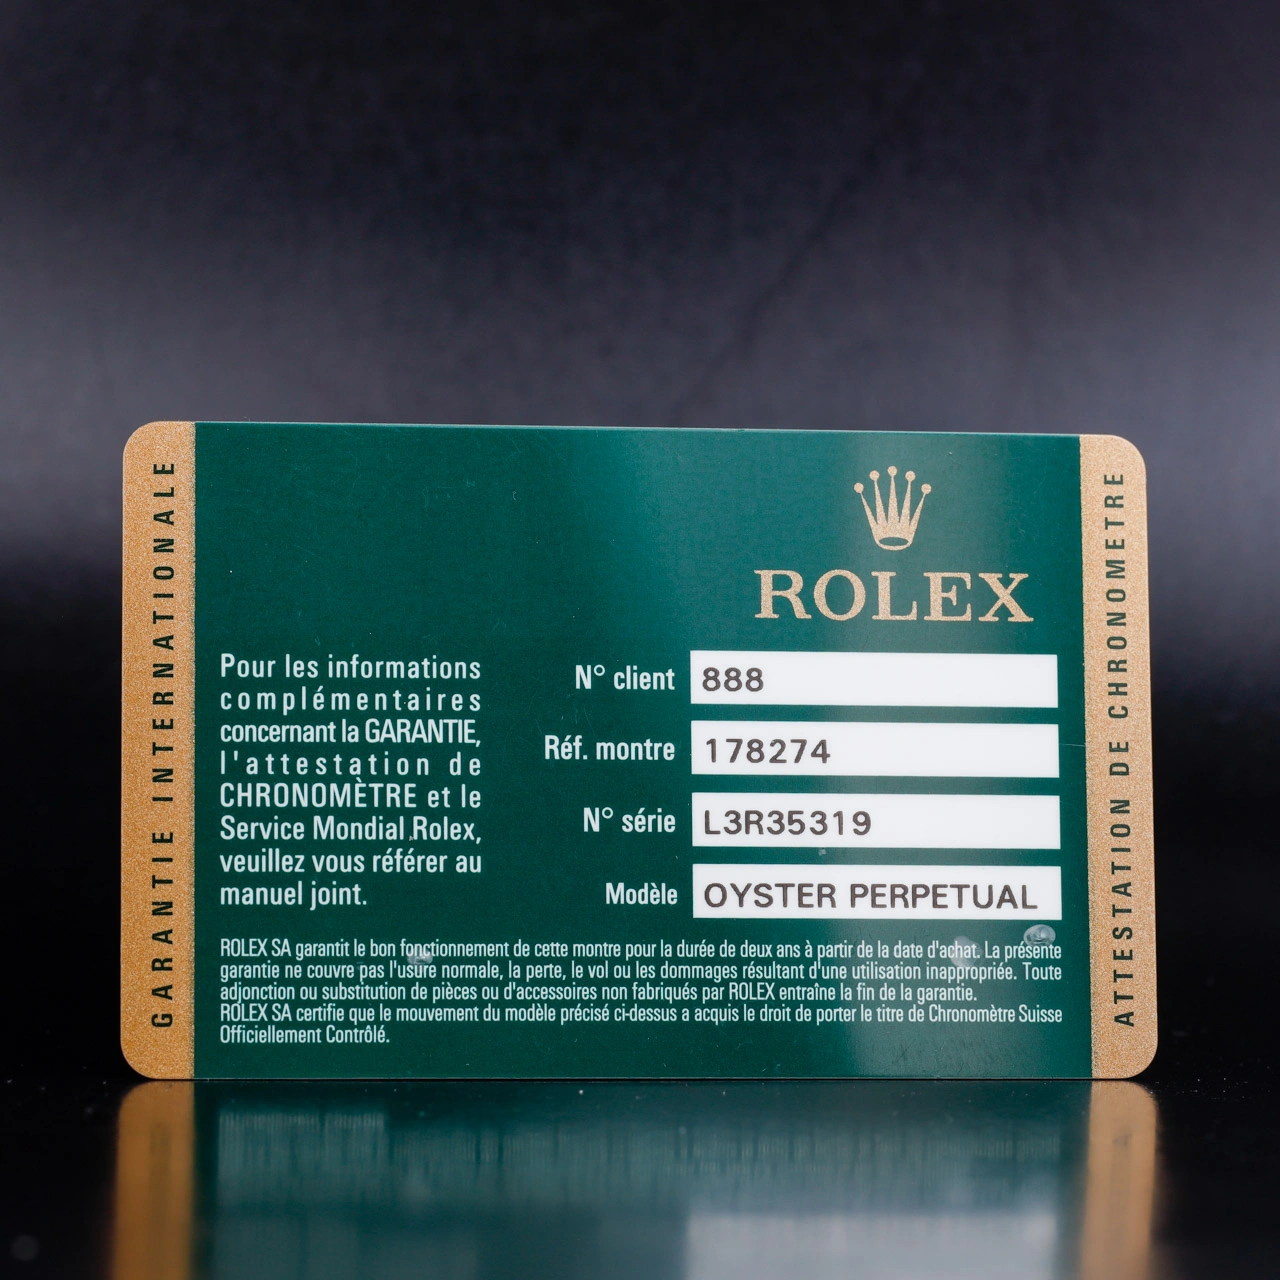 GARANTIE INTERNATIONALE
ROLEX
Pour les informations
complémentaires
concernant la GARANTIE,
l'attestation de
CHRONOMÈTRE et le
Service Mondial Rolex,
veuillez vous référer au
manuel joint.
N° client 888
Réf. montre 178274
N° série L3R35319
Modèle OYSTER PERPETUAL
ROLEX SA garantit le bon fonctionnement de cette montre pour la durée de deux ans à partir de la date d'achat. La présente
garantie ne couvre pas l'usure normale, la perte, le vol ou les dommages résultant d'une utilisation inappropriée. Toute
adjonction ou substitution de pièces ou d'accessoires non fabriqués par ROLEX entraîne la fin de la garantie.
ROLEX SA certifie que le mouvement du modèle précisé ci-dessus a acquis le droit de porter le titre de Chronomètre Suisse
Officiellement Contrôlé.
ATTESTATION DE CHRONOMETRE